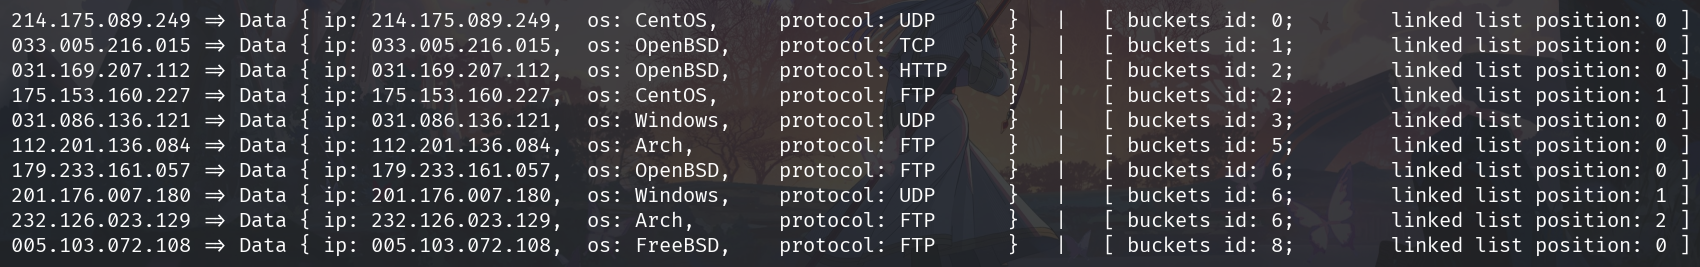 214.175.089.249 => Data { ip: 214.175.089.249, os: CentOS, protocol: UDP } | [ buckets id: 0; linked list position: 0 ]
033.005.216.015 => Data { ip: 033.005.216.015, os: OpenBSD, protocol: TCP } | [ buckets id: 1; linked list position: 0 ]
031.169.207.112 => Data { ip: 031.169.207.112, os: OpenBSD, protocol: HTTP } | [ buckets id: 2; linked list position: 0 ]
175.153.160.227 => Data { ip: 175.153.160.227, os: CentOS, protocol: FTP } | [ buckets id: 2; linked list position: 1 ]
031.086.136.121 => Data { ip: 031.086.136.121, os: Windows, protocol: UDP } | [ buckets id: 3; linked list position: 0 ]
112.201.136.084 => Data { ip: 112.201.136.084, os: Arch, protocol: FTP } | [ buckets id: 5; linked list position: 0 ]
179.233.161.057 => Data { ip: 179.233.161.057, os: OpenBSD, protocol: FTP } | [ buckets id: 6; linked list position: 0 ]
201.176.007.180 => Data { ip: 201.176.007.180, os: Windows, protocol: UDP } | [ buckets id: 6; linked list position: 1 ]
232.126.023.129 => Data { ip: 232.126.023.129, os: Arch, protocol: FTP } | [ buckets id: 6; linked list position: 2 ]
005.103.072.108 => Data { ip: 005.103.072.108, os: FreeBSD, protocol: FTP } | [ buckets id: 8; linked list position: 0 ]